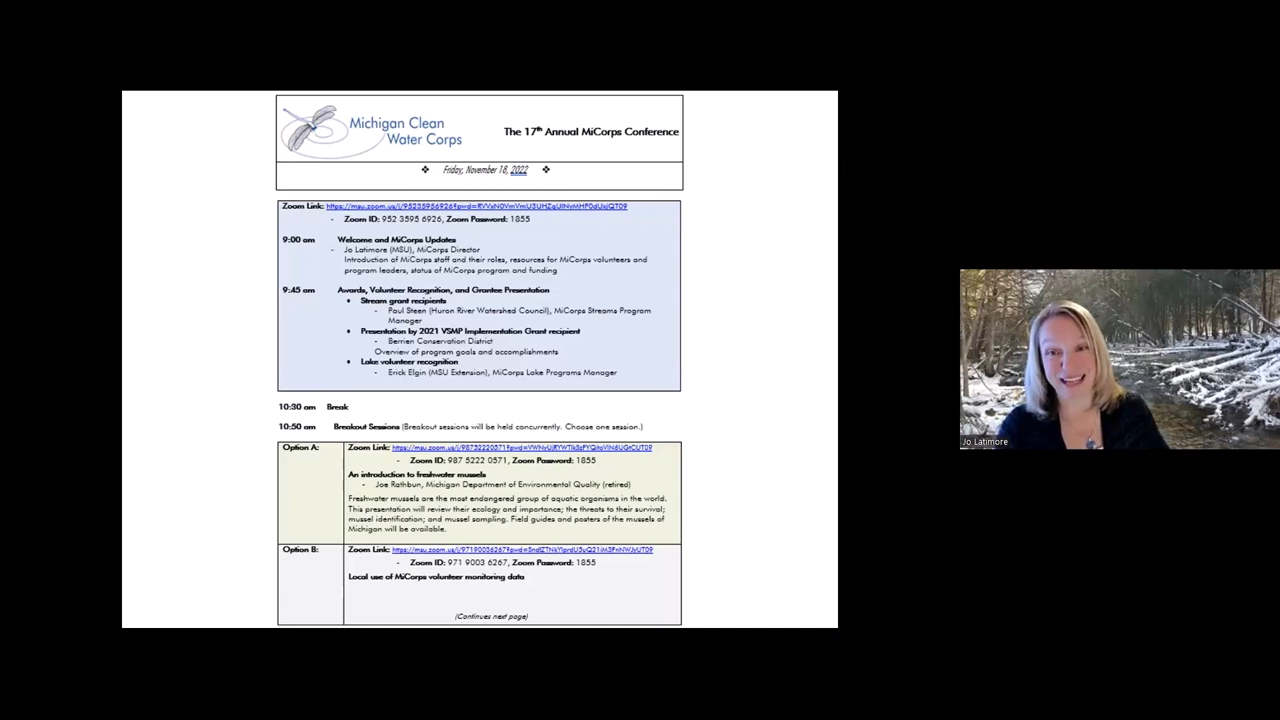 Michigan Clean
Water Corps
The 17th Annual MiCorps Conference
❖ Friday, November 18, 2022 ❖
Zoom Link:
- Zoom ID: 952 3595 6926, Zoom Password: 1855
9:00 am Welcome and MiCorps Updates
- Jo Latimore (MSU), MiCorps Director
Introduction of MiCorps staff and their roles, resources for MiCorps volunteers and
program leaders, status of MiCorps program and funding
9:45 am Awards, Volunteer Recognition, and Grantee Presentation
• Stream grant recipients
- Paul Steen (Huron River Watershed Council), MiCorps Streams Program
Manager
• Presentation by 2021 VSMP Implementation Grant recipient
- Berrien Conservation District
Overview of program goals and accomplishments
• Lake volunteer recognition
- Erick Elgin (MSU Extension), MiCorps Lake Programs Manager
10:30 am Break
10:50 am Breakout Sessions (Breakout sessions will be held concurrently. Choose one session.)
Option A: Zoom Link:
- Zoom ID: 987 5222 0571, Zoom Password: 1855
An introduction to freshwater mussels
- Joe Rathbun, Michigan Department of Environmental Quality (retired)
Freshwater mussels are the most endangered group of aquatic organisms in the world.
This presentation will review their ecology and importance; the threats to their survival;
mussel identification; and mussel sampling. Field guides and posters of the mussels of
Michigan will be available.
Option B: Zoom Link:
- Zoom ID: 971 9003 6267, Zoom Password: 1855
Local use of MiCorps volunteer monitoring data
(Continues next page)
Jo Latimore